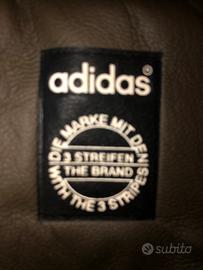 adidas®
DIE MARKE MIT DEN
3 STREIFEN
THE BRAND
WITH THE 3 STRIPES
subito